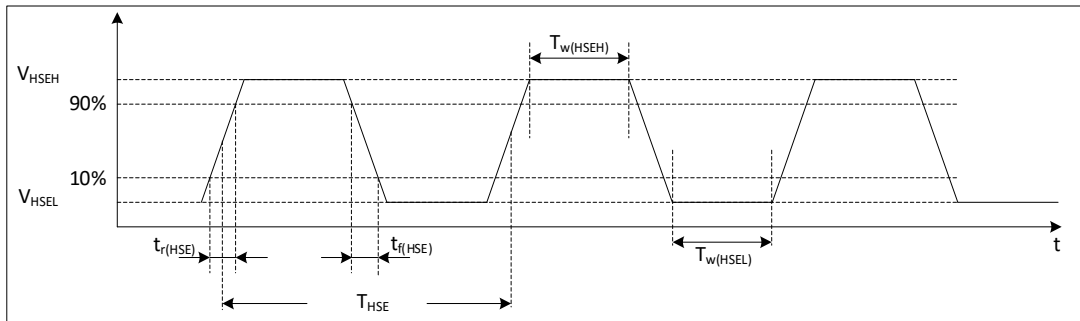 T_w(HSEH)
V_HSEH
90%
10%
V_HSEL
t_r(HSE)
t_f(HSE)
T_w(HSEL)
t
T_HSE